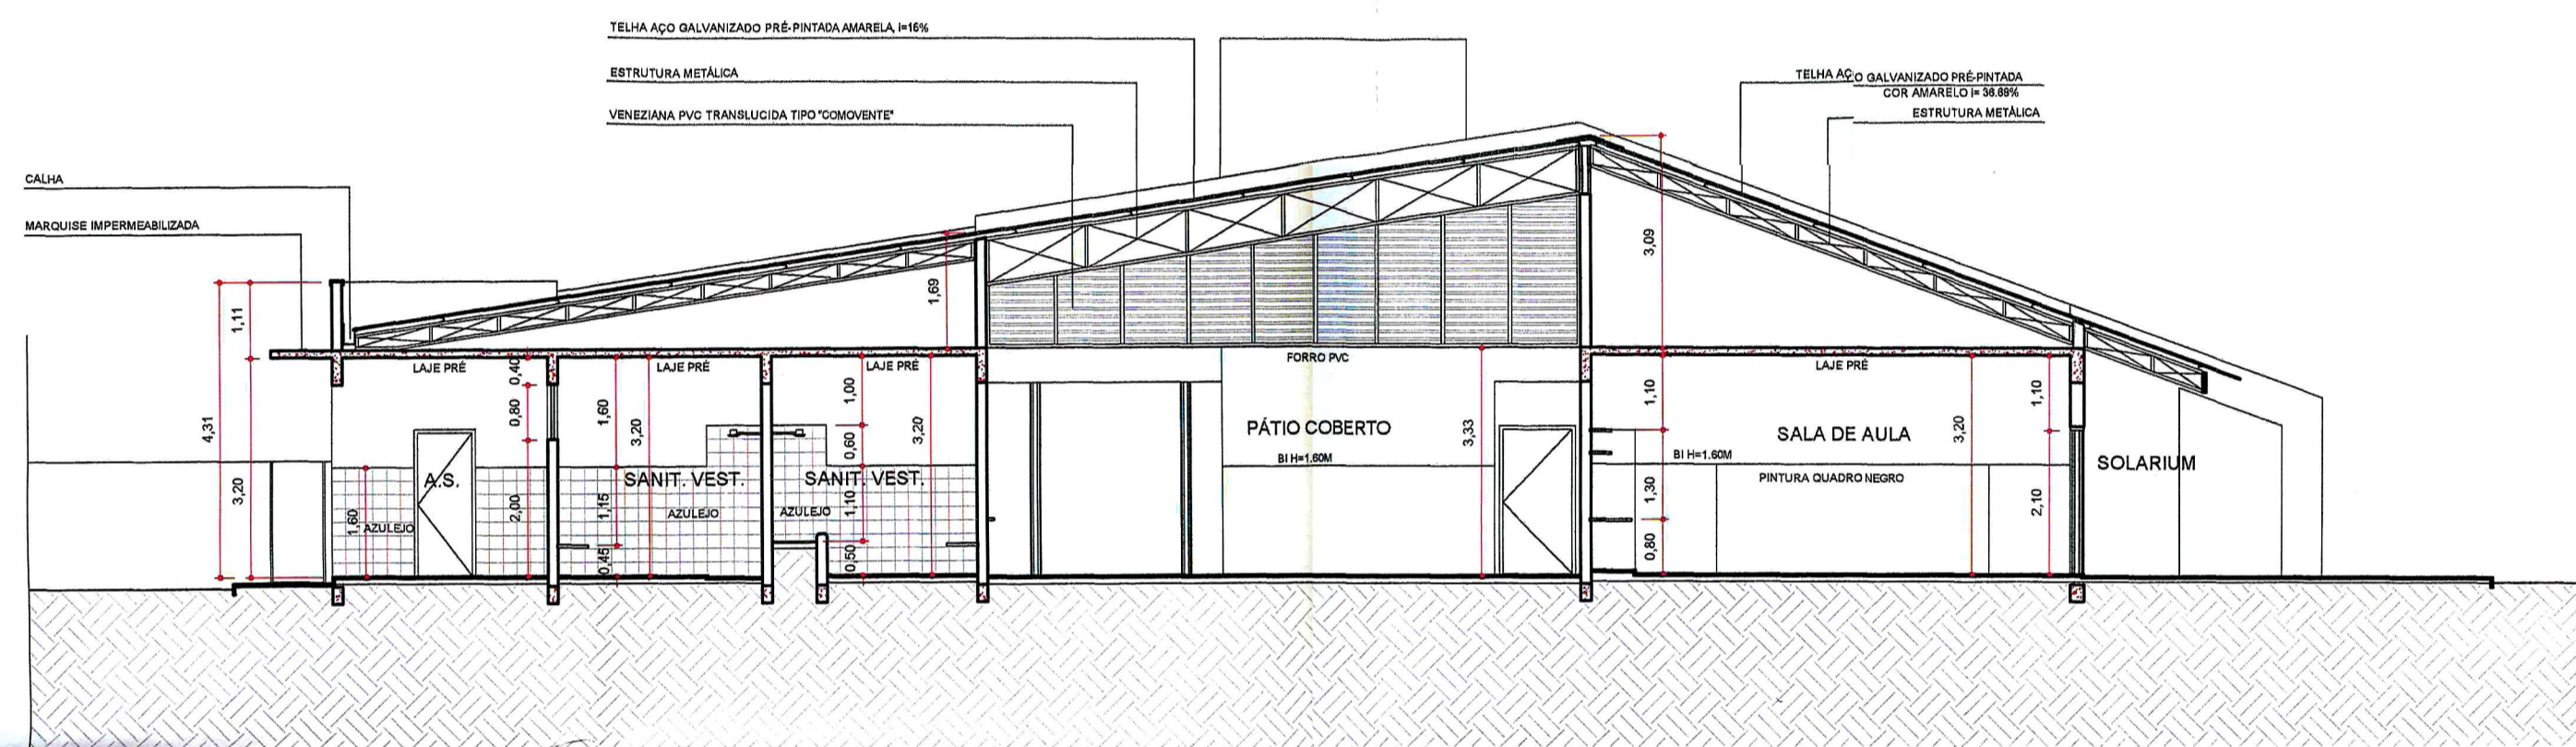 TELHA AÇO GALVANIZADO PRÉ-PINTADA AMARELA, i=16%
ESTRUTURA METÁLICA
VENEZIANA PVC TRANSLUCIDA TIPO "COMOVENTE"
TELHA AÇO GALVANIZADO PRÉ-PINTADA
COR AMARELO i= 36.69%
ESTRUTURA METÁLICA
CALHA
MARQUISE IMPERMEABILIZADA
1,11
4,31
3,20
1,69
3,09
LAJE PRÉ
0,40
LAJE PRÉ
LAJE PRÉ
FORRO PVC
LAJE PRÉ
0,80
1,60
3,20
1,00
0,60
3,20
PÁTIO COBERTO
BI H=1.60M
3,33
1,10
SALA DE AULA
3,20
1,10
BI H=1.60M
PINTURA QUADRO NEGRO
SOLARIUM
A.S.
SANIT. VEST.
SANIT. VEST.
1,60
AZULEJO
2,00
1,15
AZULEJO
AZULEJO
1,10
1,30
2,10
0,45
0,50
0,80